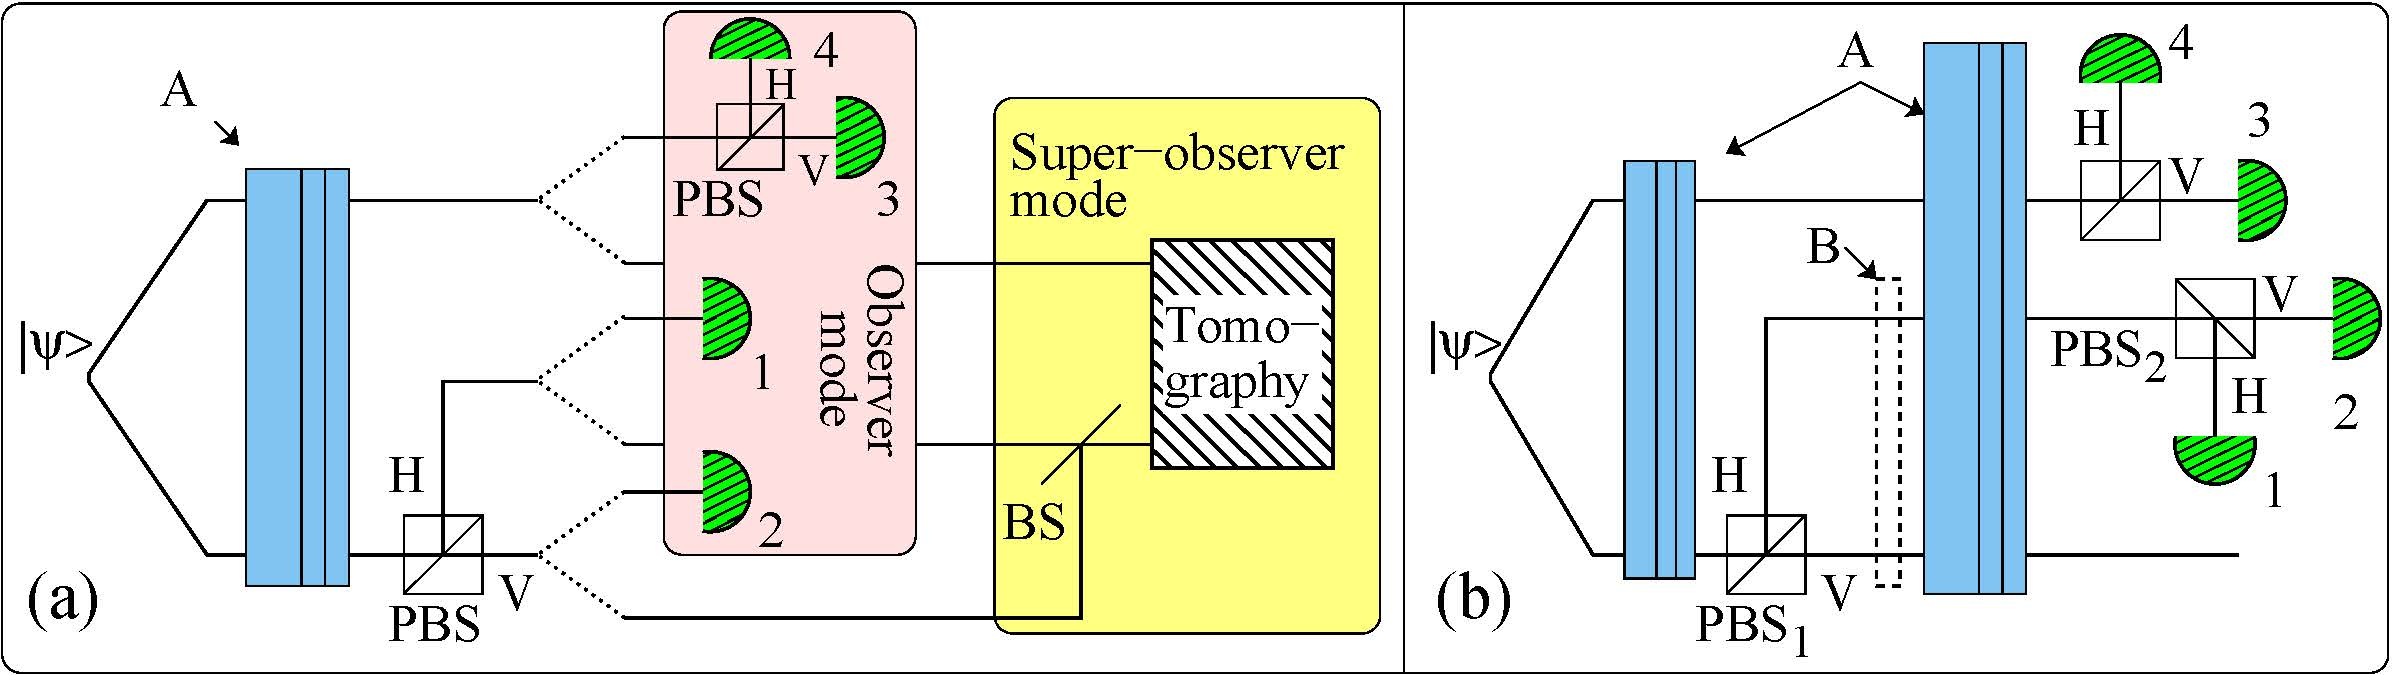 A
|ψ>
H
PBS
V
(a)
4
H
V
PBS
3
1
2
Observer
mode
Super−observer
mode
Tomo−
graphy
BS
A
B
|ψ>
H
PBS1
V
(b)
4
H
V
3
PBS2
V
H
2
1